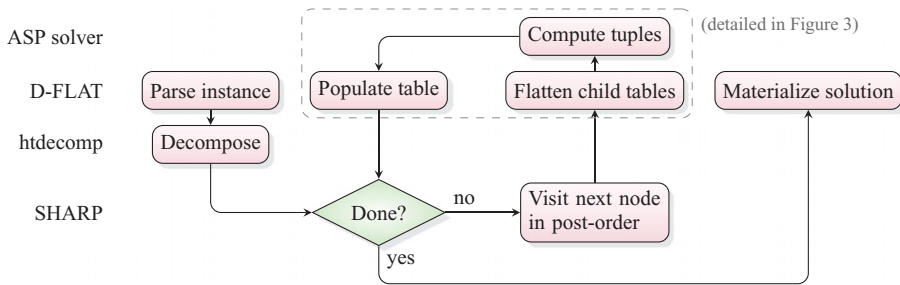 ASP solver
Compute tuples
(detailed in Figure 3)
D-FLAT
Parse instance
Populate table
Flatten child tables
Materialize solution
htdecomp
Decompose
SHARP
Done?
no
Visit next node
in post-order
yes